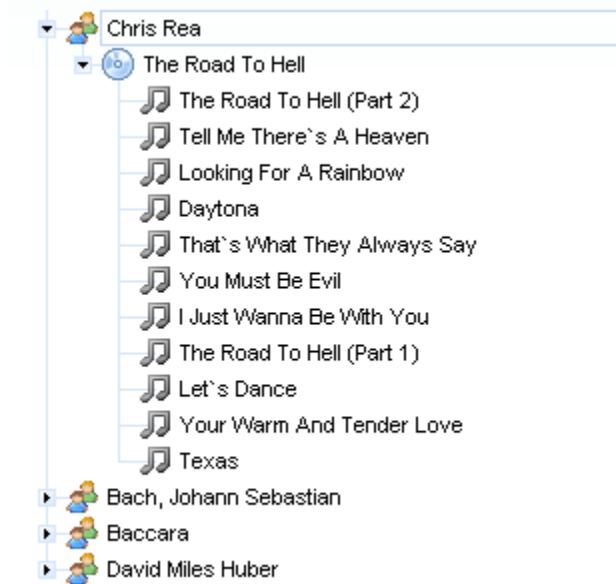 Chris Rea
The Road To Hell
The Road To Hell (Part 2)
Tell Me There`s A Heaven
Looking For A Rainbow
Daytona
That`s What They Always Say
You Must Be Evil
I Just Wanna Be With You
The Road To Hell (Part 1)
Let`s Dance
Your Warm And Tender Love
Texas
Bach, Johann Sebastian
Baccara
David Miles Huber